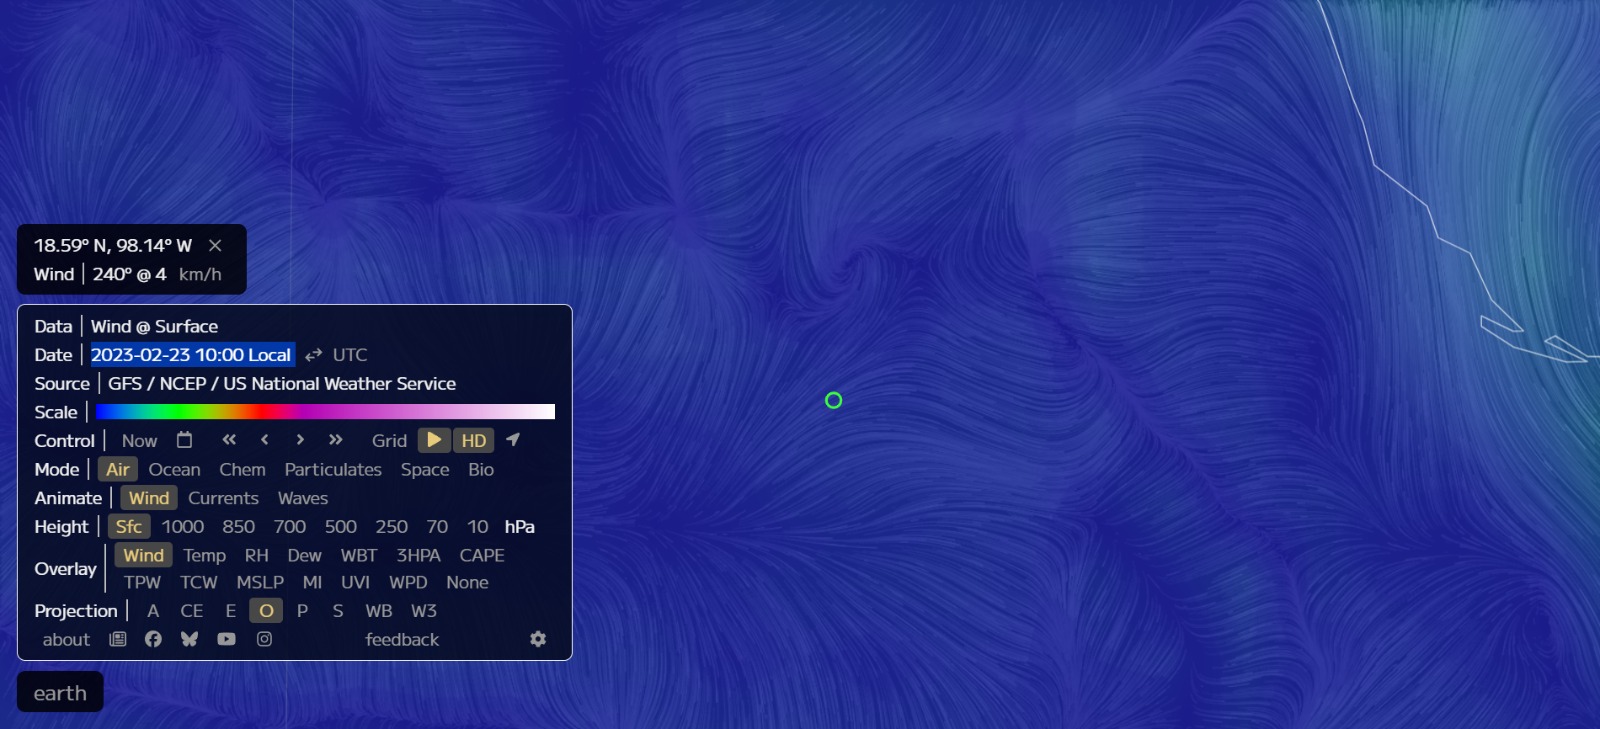 18.59° N, 98.14° W ×
Wind | 240° @ 4 km/h
Data | Wind @ Surface
Date | 2023-02-23 10:00 Local ⇄ UTC
Source | GFS / NCEP / US National Weather Service
Scale |
Control | Now Grid HD
Mode | Air Ocean Chem Particulates Space Bio
Animate | Wind Currents Waves
Height | Sfc 1000 850 700 500 250 70 10 hPa
Overlay | Wind Temp RH Dew WBT 3HPA CAPE
TPW TCW MSLP MI UVI WPD None
Projection | A CE E O P S WB W3
about feedback
earth